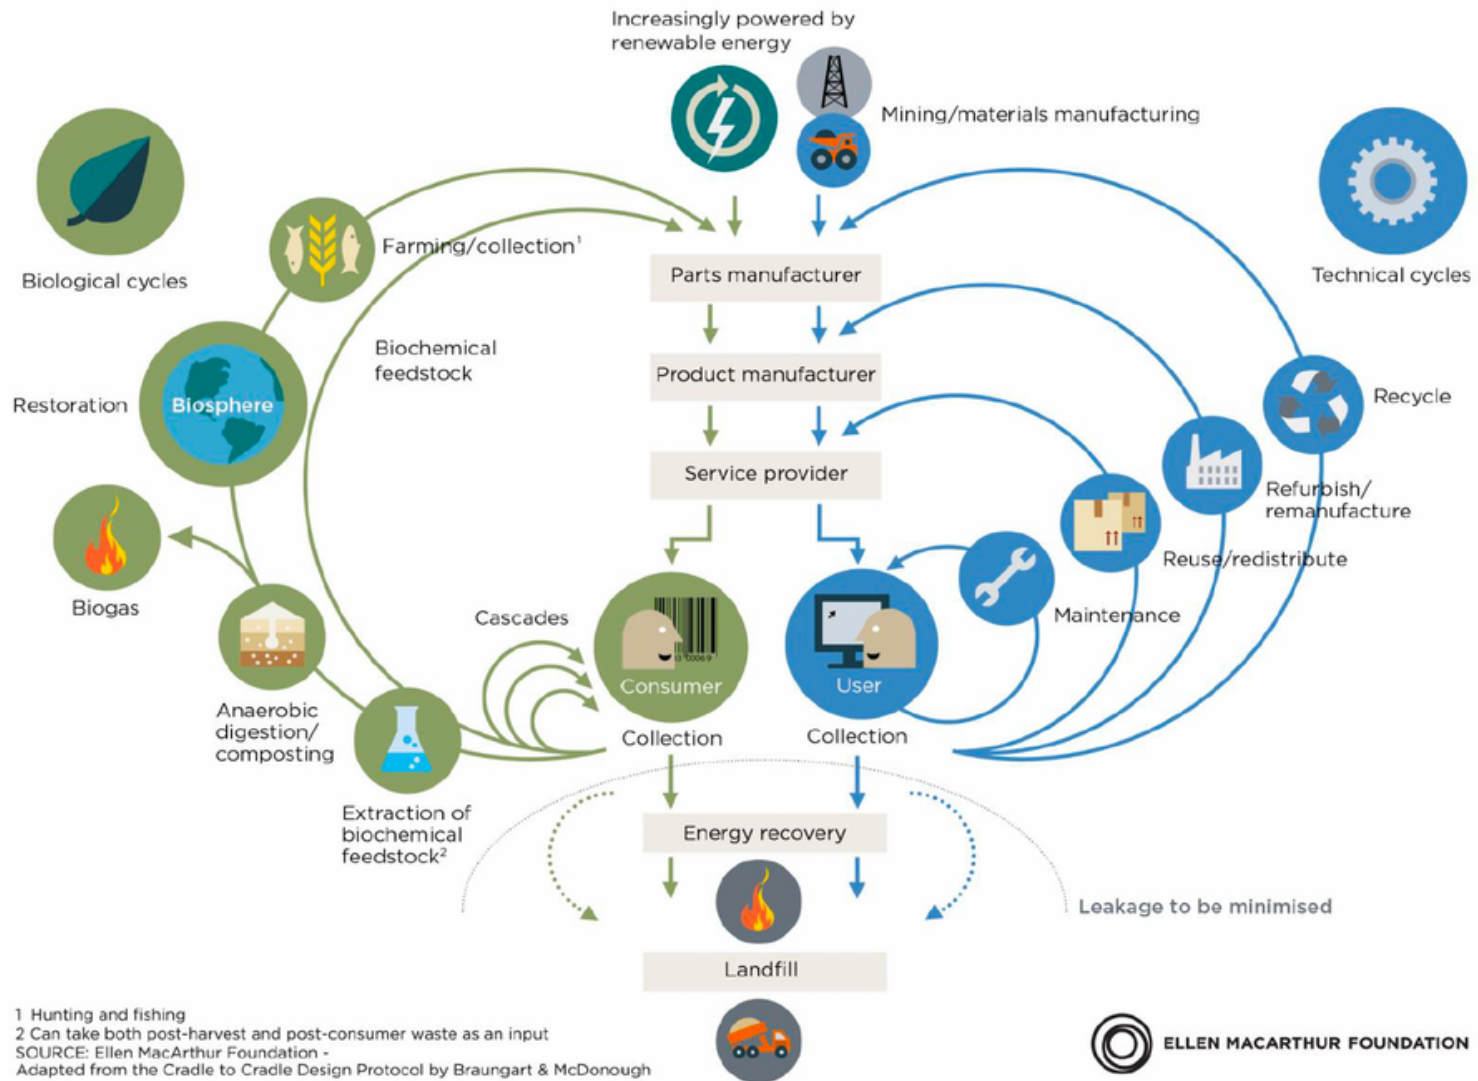 Increasingly powered by
renewable energy
Mining/materials manufacturing
Biological cycles
Technical cycles
Farming/collection¹
Parts manufacturer
Biochemical
feedstock
Product manufacturer
Restoration
Biosphere
Recycle
Service provider
Refurbish/
remanufacture
Reuse/redistribute
Biogas
Cascades
Maintenance
Consumer
User
Anaerobic
digestion/
composting
Collection
Collection
Extraction of
biochemical
feedstock²
Energy recovery
Leakage to be minimised
Landfill
1 Hunting and fishing
2 Can take both post-harvest and post-consumer waste as an input
SOURCE: Ellen MacArthur Foundation -
Adapted from the Cradle to Cradle Design Protocol by Braungart & McDonough
ELLEN MACARTHUR FOUNDATION